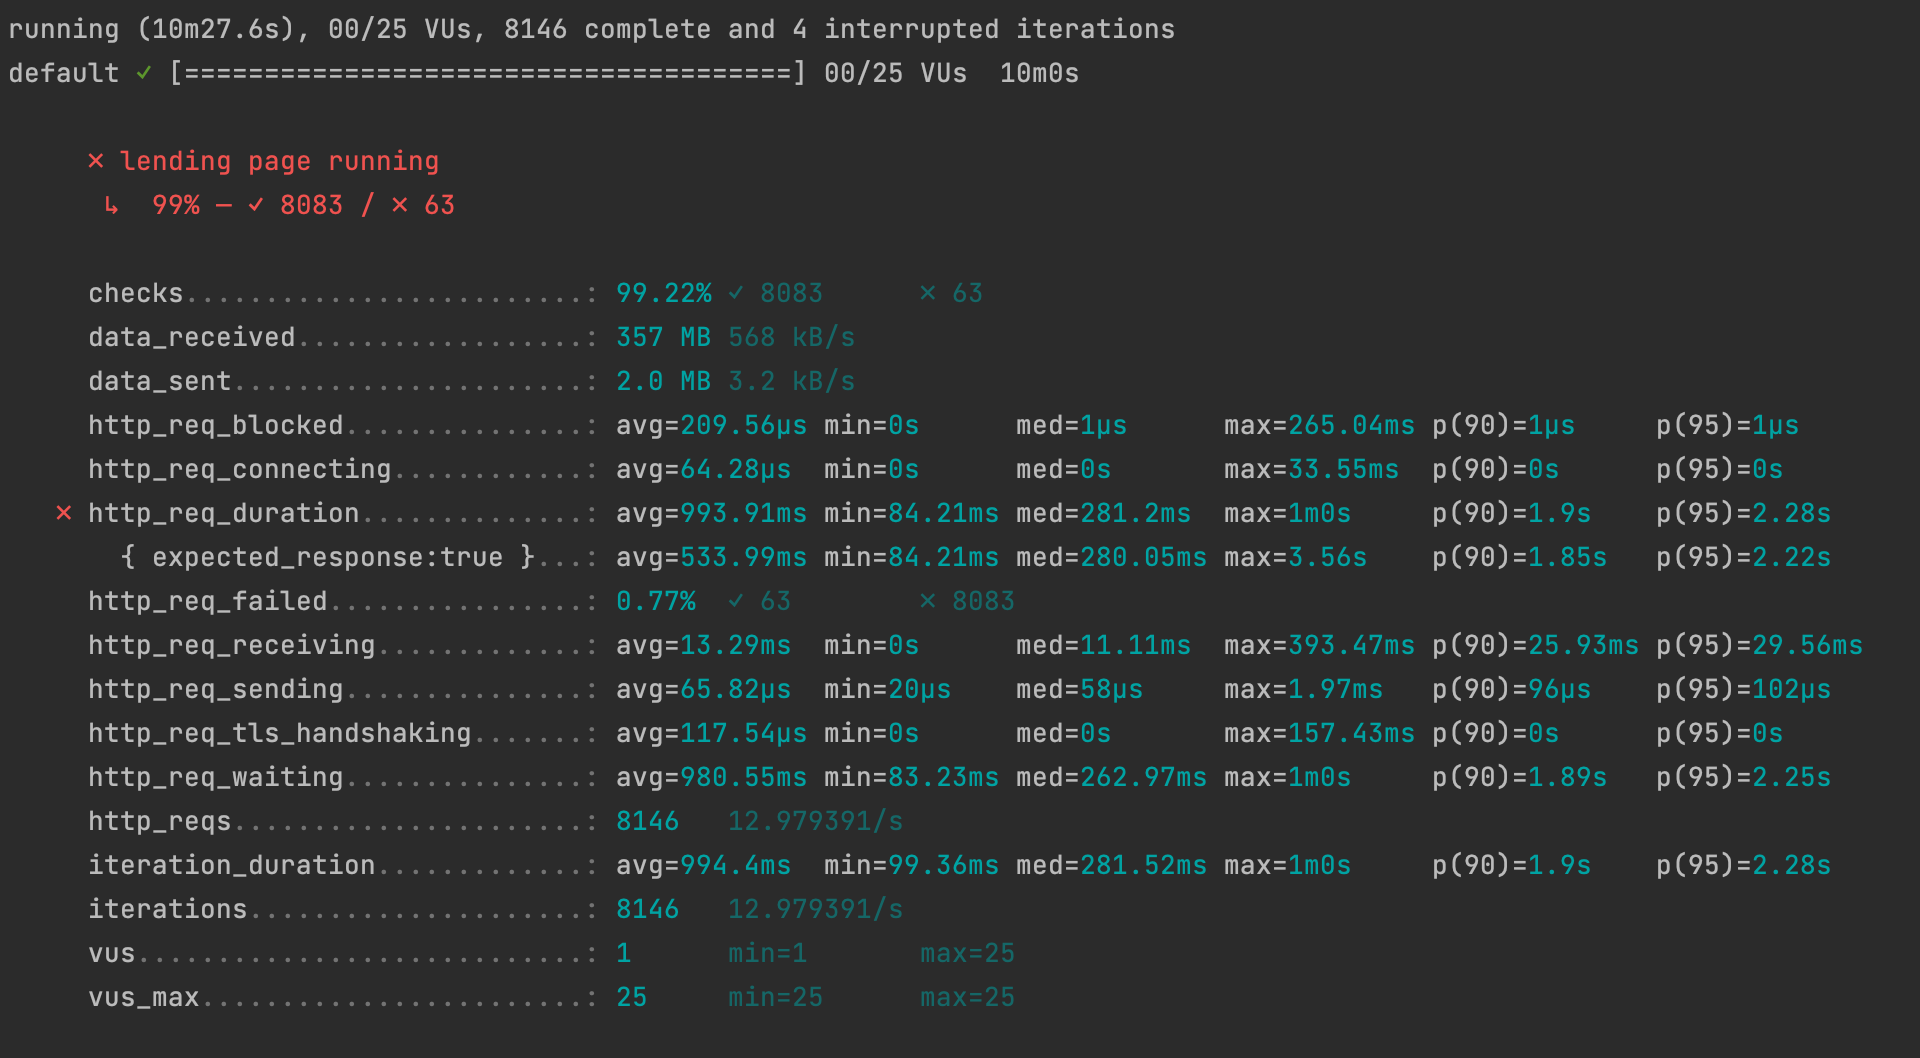 running (10m27.6s), 00/25 VUs, 8146 complete and 4 interrupted iterations
default ✓ [======================================] 00/25 VUs  10m0s
✗ lending page running
↳  99% — ✓ 8083 / ✗ 63
checks.........................: 99.22% ✓ 8083      ✗ 63
data_received..................: 357 MB 568 kB/s
data_sent......................: 2.0 MB 3.2 kB/s
http_req_blocked...............: avg=209.56µs min=0s      med=1µs      max=265.04ms p(90)=1µs     p(95)=1µs
http_req_connecting............: avg=64.28µs  min=0s      med=0s       max=33.55ms  p(90)=0s      p(95)=0s
✗ http_req_duration..............: avg=993.91ms min=84.21ms med=281.2ms  max=1m0s     p(90)=1.9s    p(95)=2.28s
{ expected_response:true }...: avg=533.99ms min=84.21ms med=280.05ms max=3.56s    p(90)=1.85s   p(95)=2.22s
http_req_failed................: 0.77%  ✓ 63        ✗ 8083
http_req_receiving.............: avg=13.29ms  min=0s      med=11.11ms  max=393.47ms p(90)=25.93ms p(95)=29.56ms
http_req_sending...............: avg=65.82µs  min=20µs    med=58µs     max=1.97ms   p(90)=96µs    p(95)=102µs
http_req_tls_handshaking.......: avg=117.54µs min=0s      med=0s       max=157.43ms p(90)=0s      p(95)=0s
http_req_waiting...............: avg=980.55ms min=83.23ms med=262.97ms max=1m0s     p(90)=1.89s   p(95)=2.25s
http_reqs......................: 8146   12.979391/s
iteration_duration.............: avg=994.4ms  min=99.36ms med=281.52ms max=1m0s     p(90)=1.9s    p(95)=2.28s
iterations.....................: 8146   12.979391/s
vus............................: 1      min=1       max=25
vus_max........................: 25     min=25      max=25